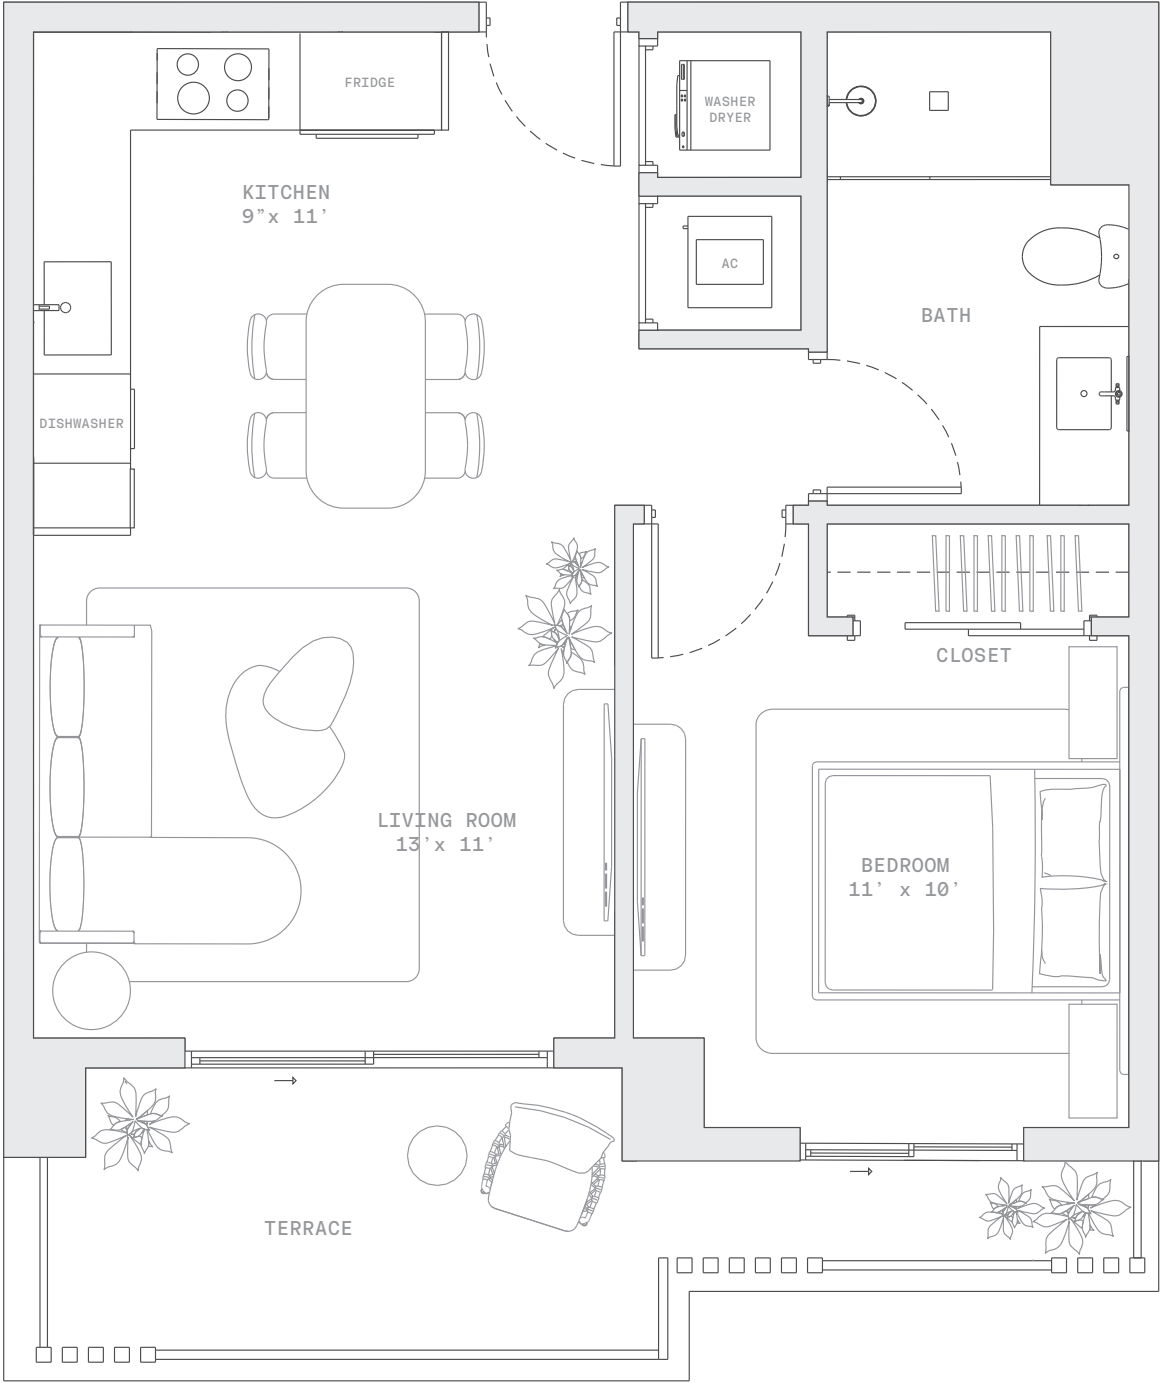 FRIDGE
WASHER
DRYER
KITCHEN
9”x 11’
AC
BATH
DISHWASHER
CLOSET
LIVING ROOM
13’x 11’
BEDROOM
11’ x 10’
TERRACE